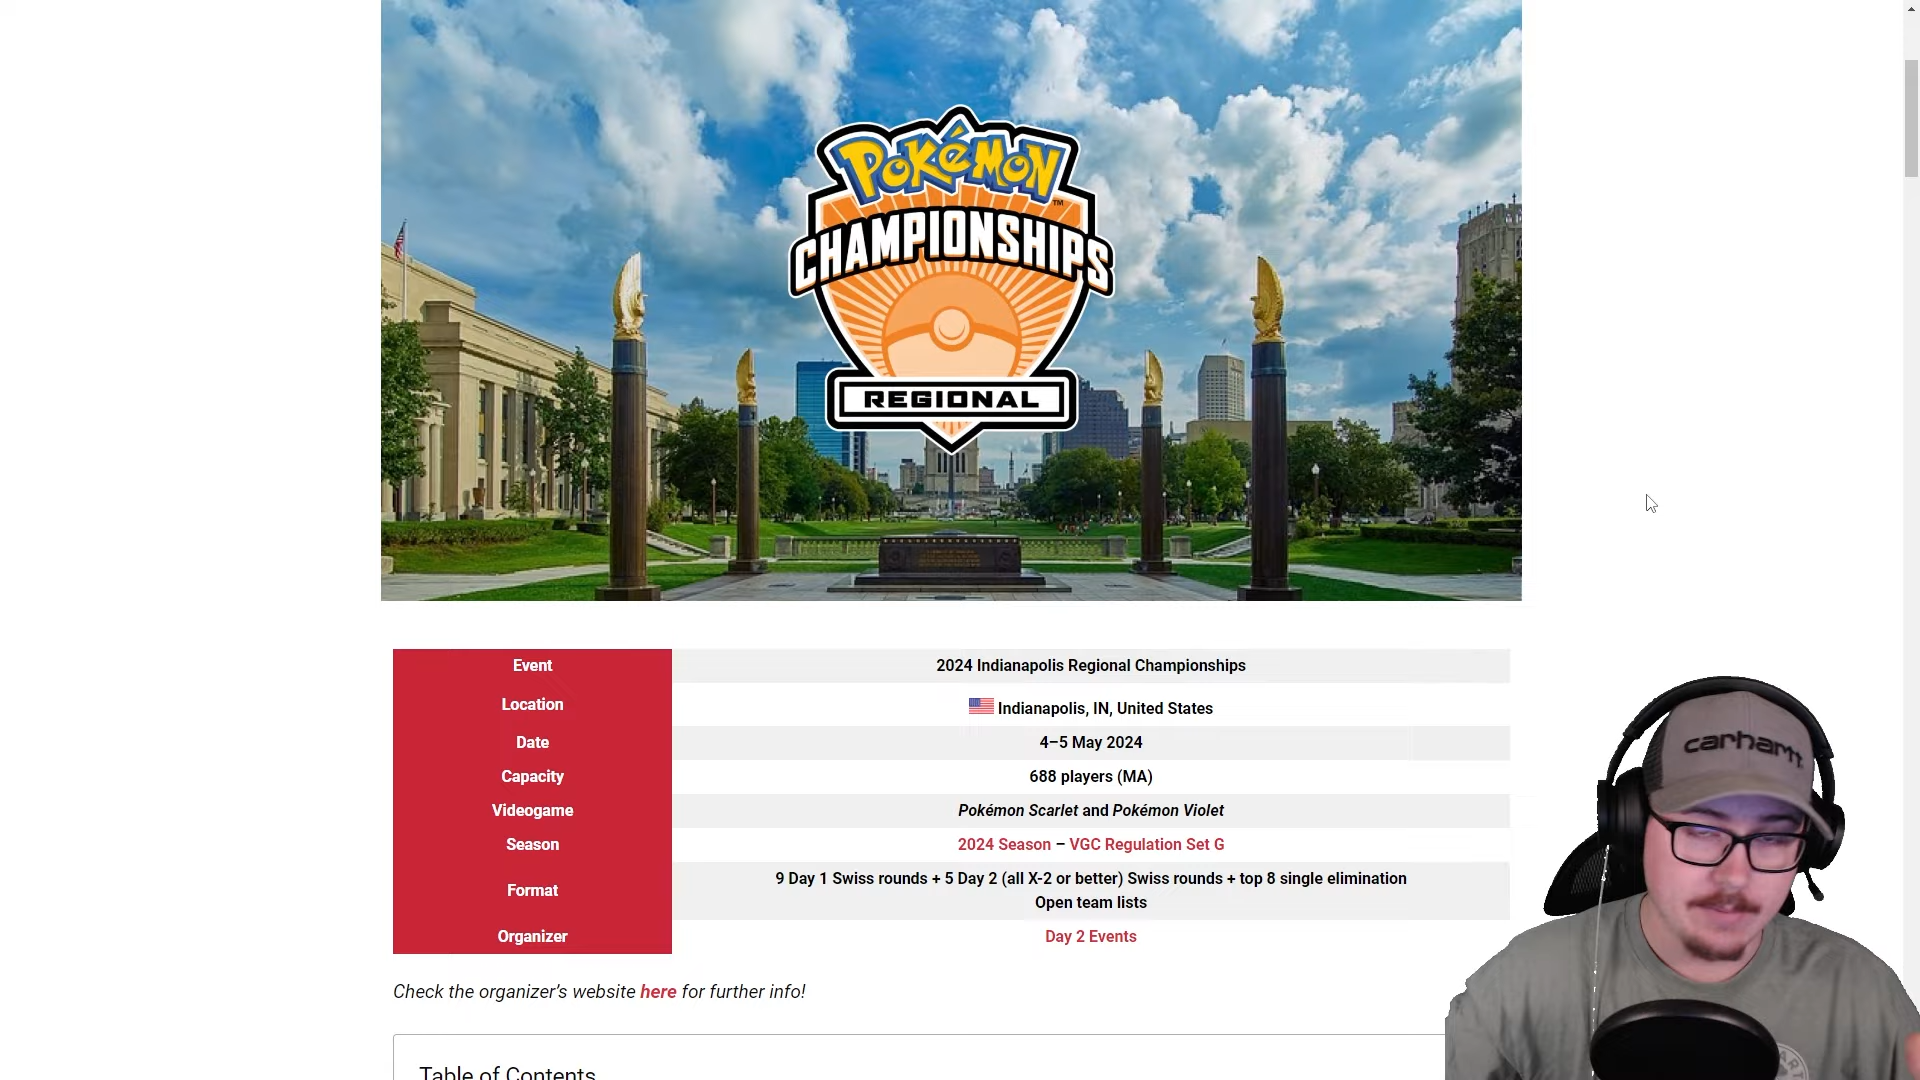 POKéMON
TM
CHAMPIONSHIPS
REGIONAL
Event 2024 Indianapolis Regional Championships
Location Indianapolis, IN, United States
Date 4–5 May 2024
Capacity 688 players (MA)
Videogame Pokémon Scarlet and Pokémon Violet
Season 2024 Season – VGC Regulation Set G
Format 9 Day 1 Swiss rounds + 5 Day 2 (all X-2 or better) Swiss rounds + top 8 single elimination
Open team lists
Organizer Day 2 Events
Check the organizer’s website here for further info!
Table of Contents
carhartt